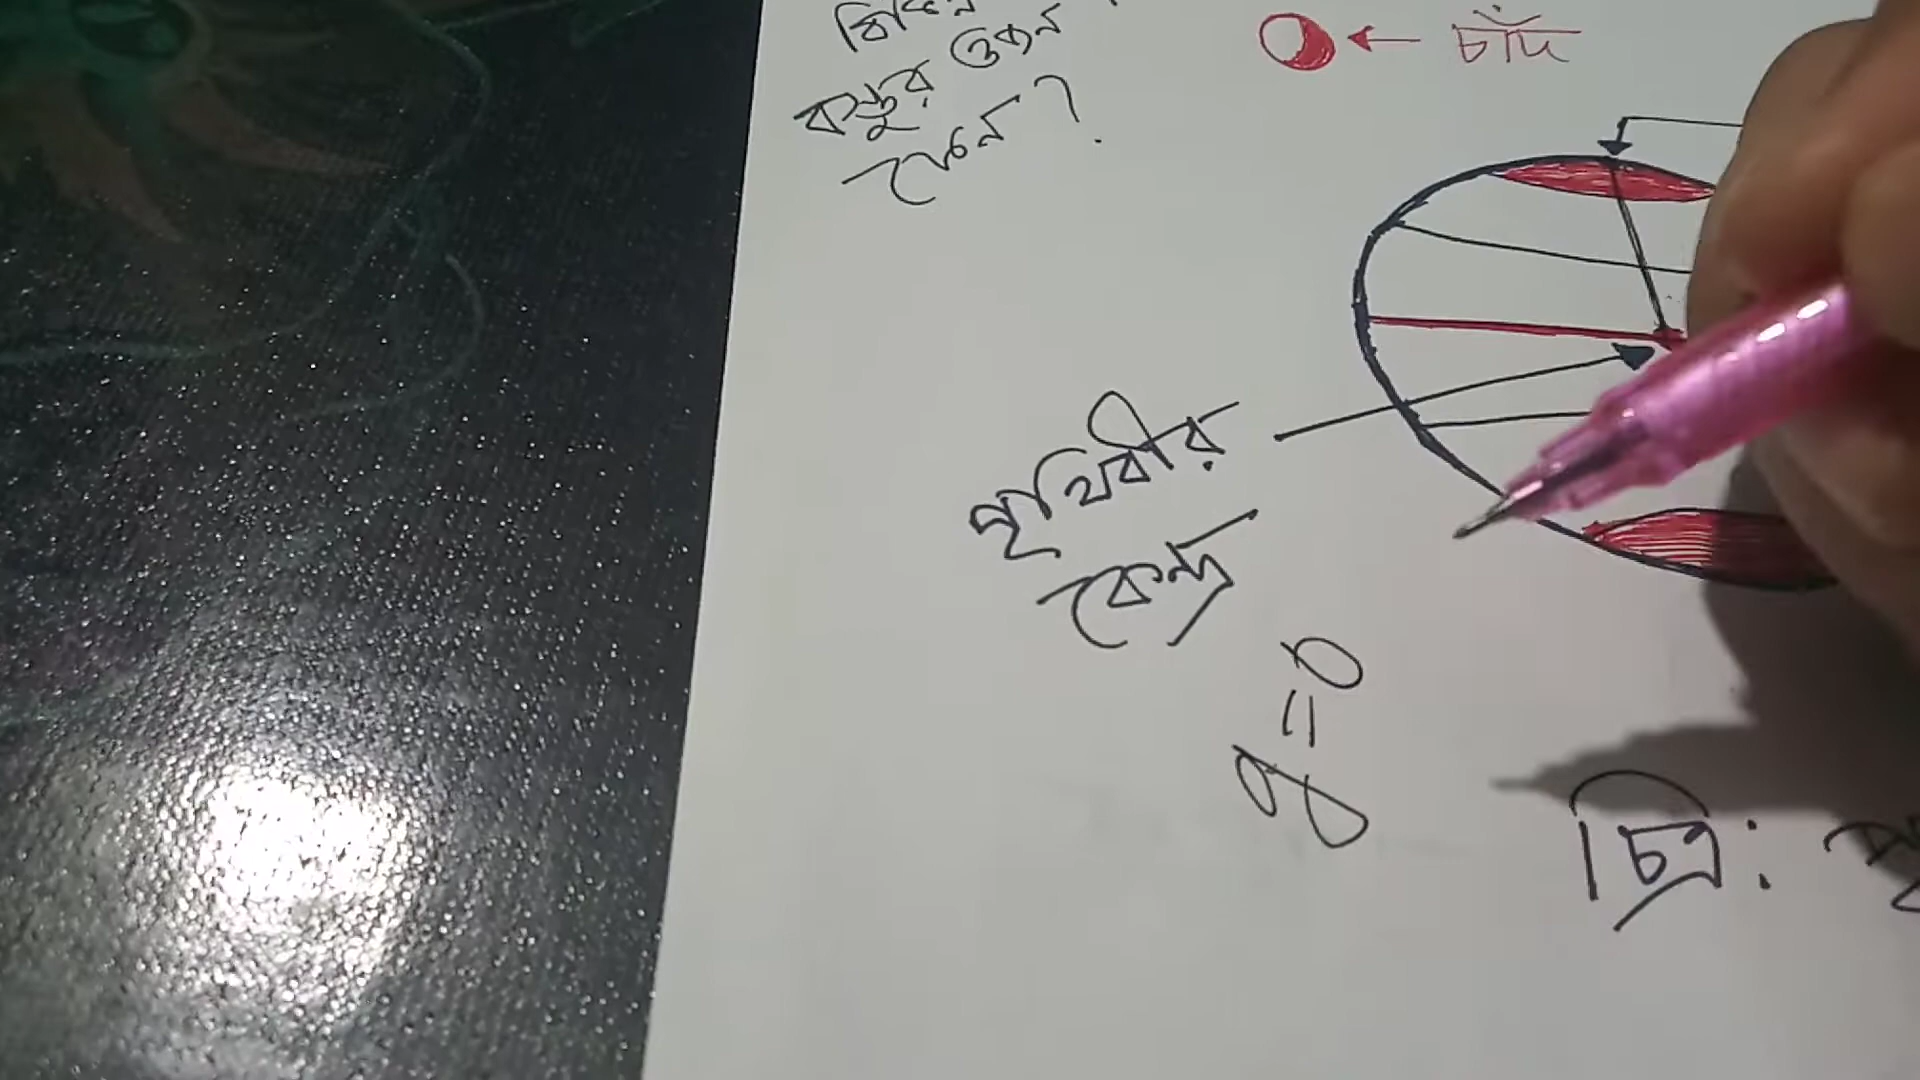 বস্তুর ওজন
চাঁদ
পৃথিবীর
কেন্দ্র
g = 0
চিত্র: